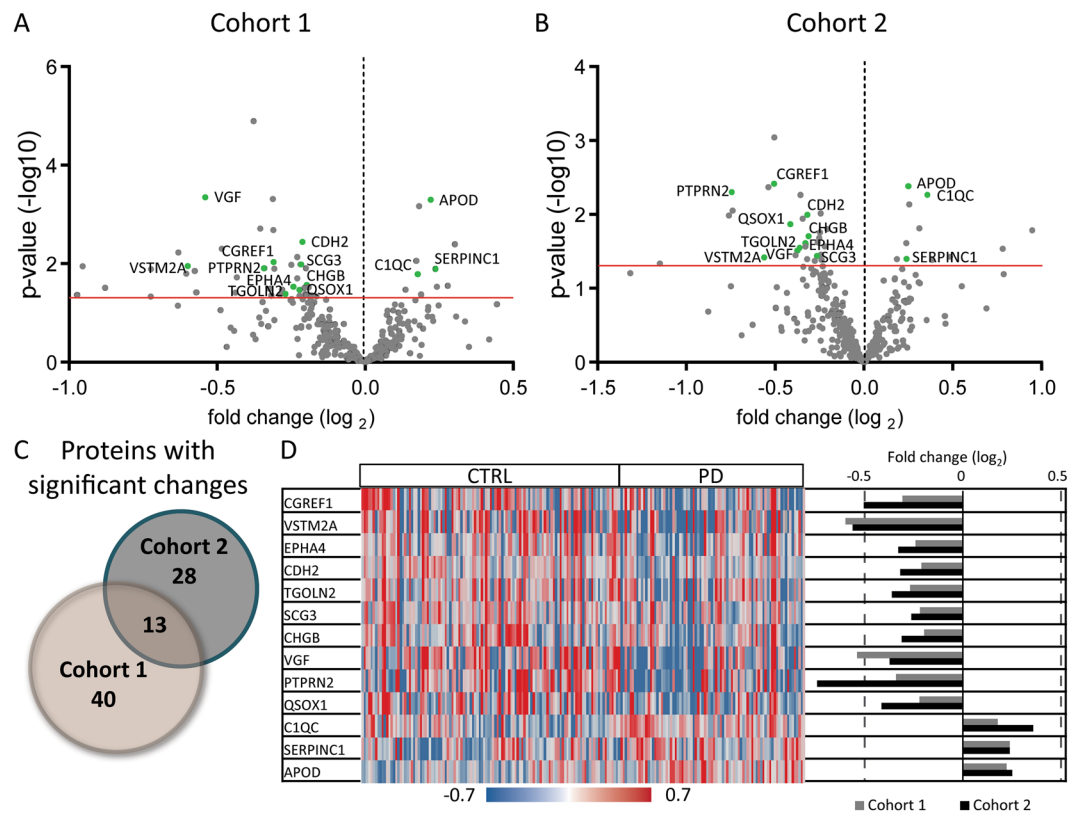 A
Cohort 1
p-value (-log10)
6
4
2
0
-1.0
-0.5
0.0
0.5
fold change (log 2)
VGF
APOD
CDH2
CGREF1
SCG3
SERPINC1
VSTM2A
PTPRN2
C1QC
CHGB
EPHA4
TGOLN2
QSOX1
B
Cohort 2
p-value (-log10)
4
3
2
1
0
-1.5
-1.0
-0.5
0.0
0.5
1.0
fold change (log 2)
CGREF1
PTPRN2
APOD
C1QC
CDH2
QSOX1
CHGB
TGOLN2
EPHA4
VSTM2A
VGF
SCG3
SERPINC1
C
Proteins with
significant changes
Cohort 2
28
13
Cohort 1
40
D
CTRL
PD
Fold change (log2)
-0.5
0
0.5
CGREF1
VSTM2A
EPHA4
CDH2
TGOLN2
SCG3
CHGB
VGF
PTPRN2
QSOX1
C1QC
SERPINC1
APOD
-0.7
0.7
Cohort 1
Cohort 2